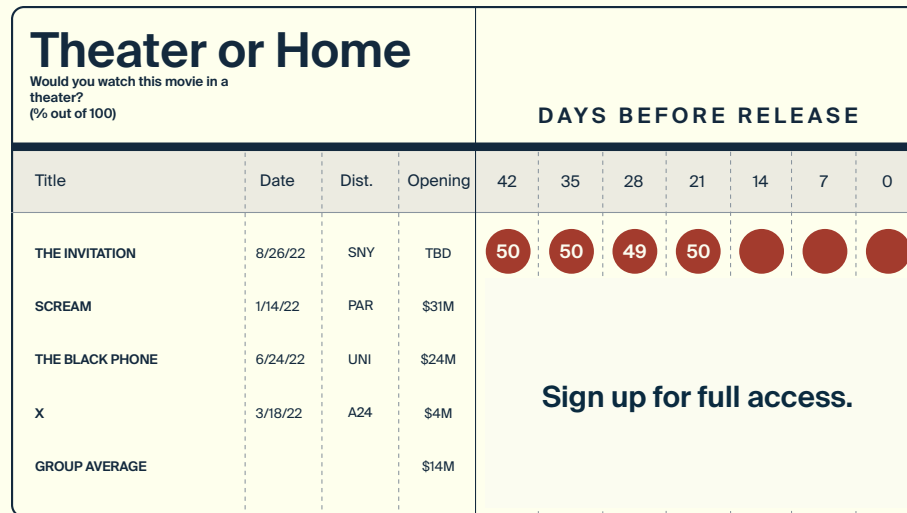 Theater or Home
Would you watch this movie in a
theater?
(% out of 100)
DAYS BEFORE RELEASE
Title Date Dist. Opening 42 35 28 21 14 7 0
THE INVITATION 8/26/22 SNY TBD 50 50 49 50
SCREAM 1/14/22 PAR $31M
THE BLACK PHONE 6/24/22 UNI $24M
Sign up for full access.
X 3/18/22 A24 $4M
GROUP AVERAGE $14M